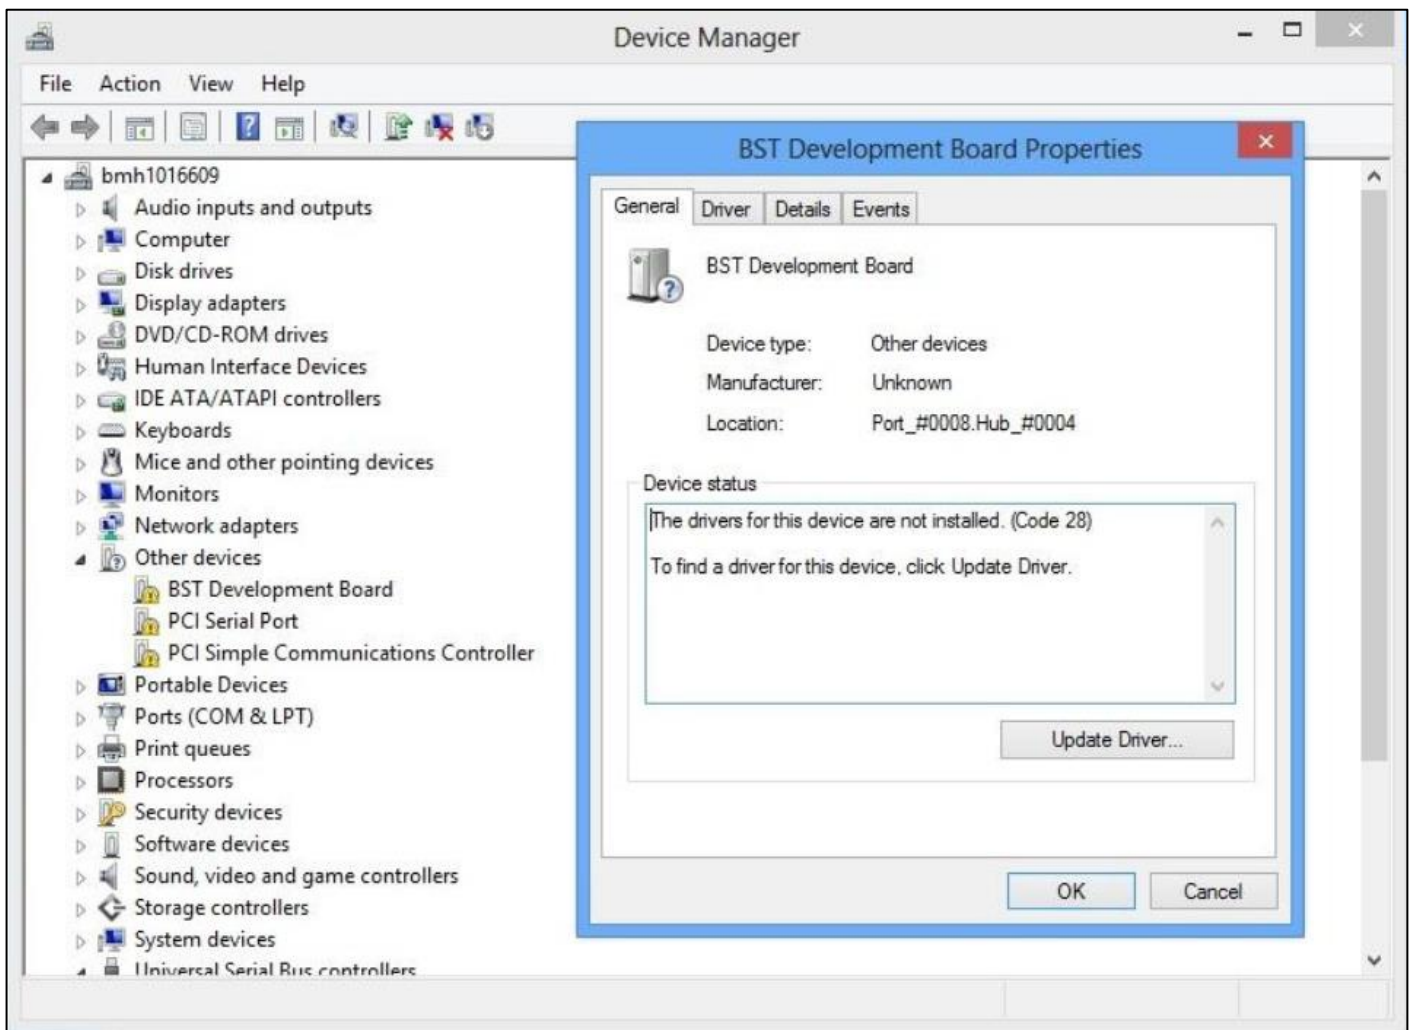 Device Manager
File Action View Help
bmh1016609
Audio inputs and outputs
Computer
Disk drives
Display adapters
DVD/CD-ROM drives
Human Interface Devices
IDE ATA/ATAPI controllers
Keyboards
Mice and other pointing devices
Monitors
Network adapters
Other devices
BST Development Board
PCI Serial Port
PCI Simple Communications Controller
Portable Devices
Ports (COM & LPT)
Print queues
Processors
Security devices
Software devices
Sound, video and game controllers
Storage controllers
System devices
Universal Serial Bus controllers
BST Development Board Properties
General Driver Details Events
BST Development Board
Device type: Other devices
Manufacturer: Unknown
Location: Port_#0008.Hub_#0004
Device status
The drivers for this device are not installed. (Code 28)
To find a driver for this device, click Update Driver.
Update Driver...
OK Cancel